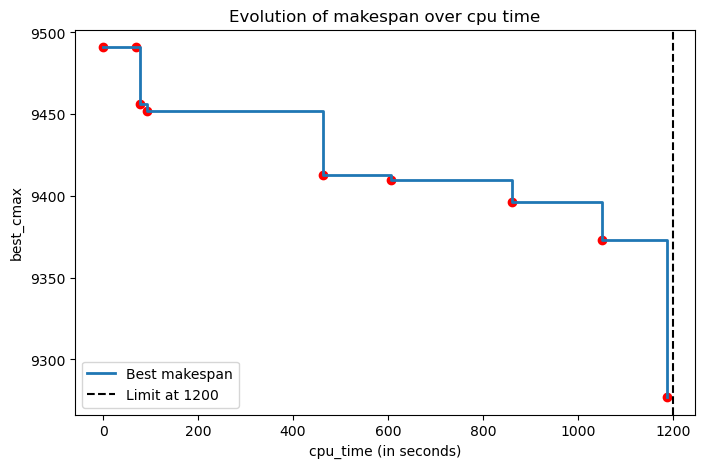 Evolution of makespan over cpu time
best_cmax
9500
9450
9400
9350
9300
Best makespan
Limit at 1200
0
200
400
600
800
1000
1200
cpu_time (in seconds)